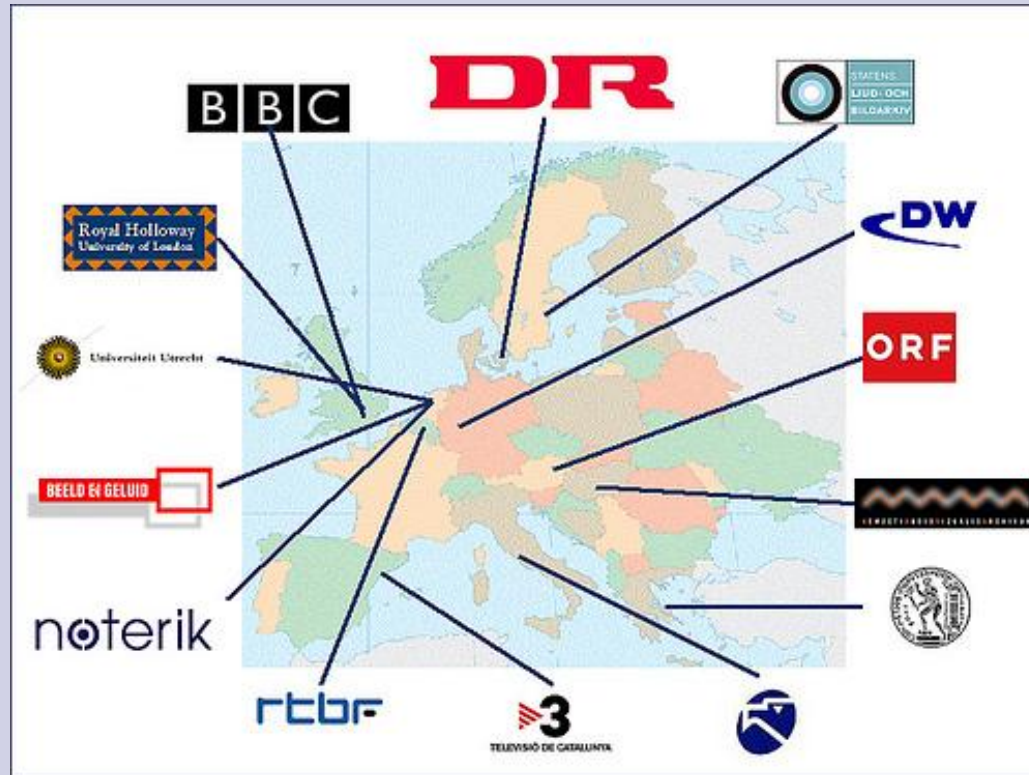 DR
BBC
STATENS
LJUD- OCH
BILDARKIV
Royal Holloway
University of London
DW
Universiteit Utrecht
ORF
BEELD EN GELUID
noterik
rtbf
3
TELEVISIÓ DE CATALUNYA